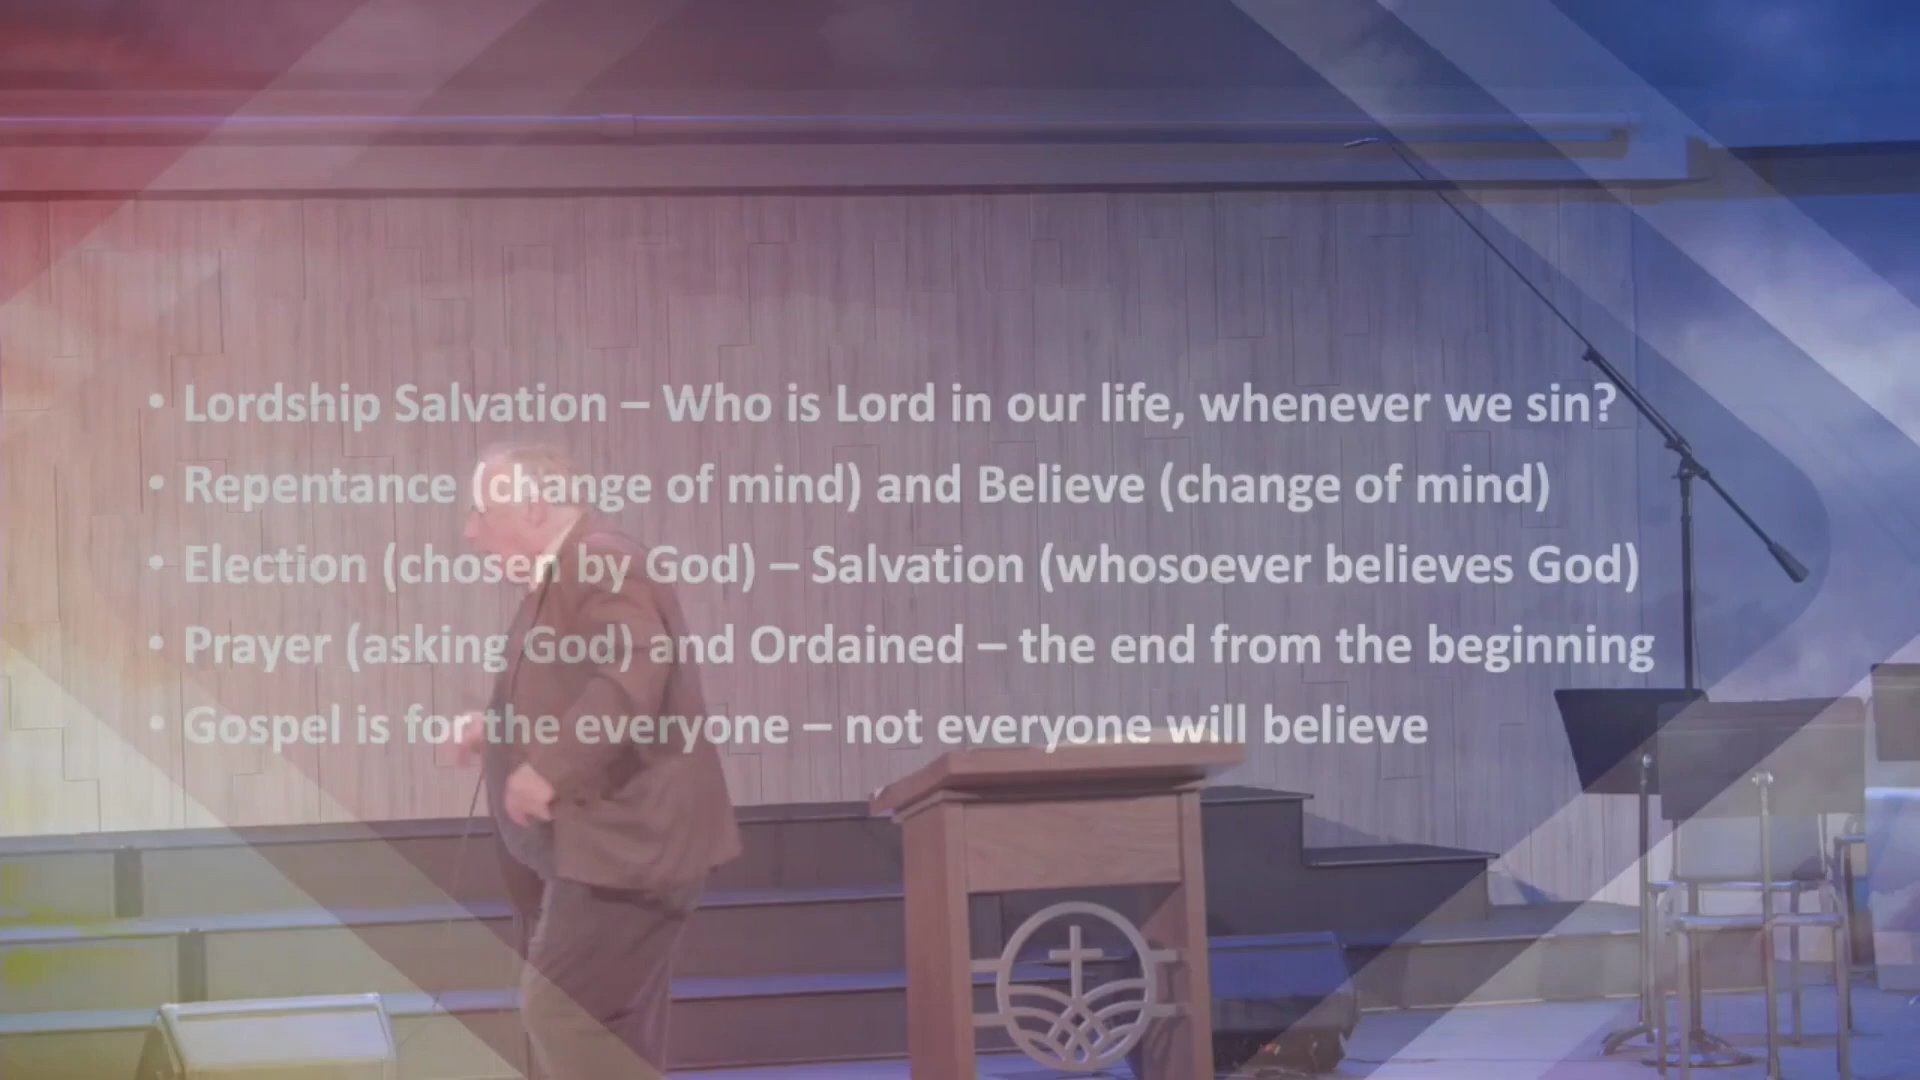 • Lordship Salvation – Who is Lord in our life, whenever we sin?
• Repentance (change of mind) and Believe (change of mind)
• Election (chosen by God) – Salvation (whosoever believes God)
• Prayer (asking God) and Ordained – the end from the beginning
• Gospel is for the everyone – not everyone will believe